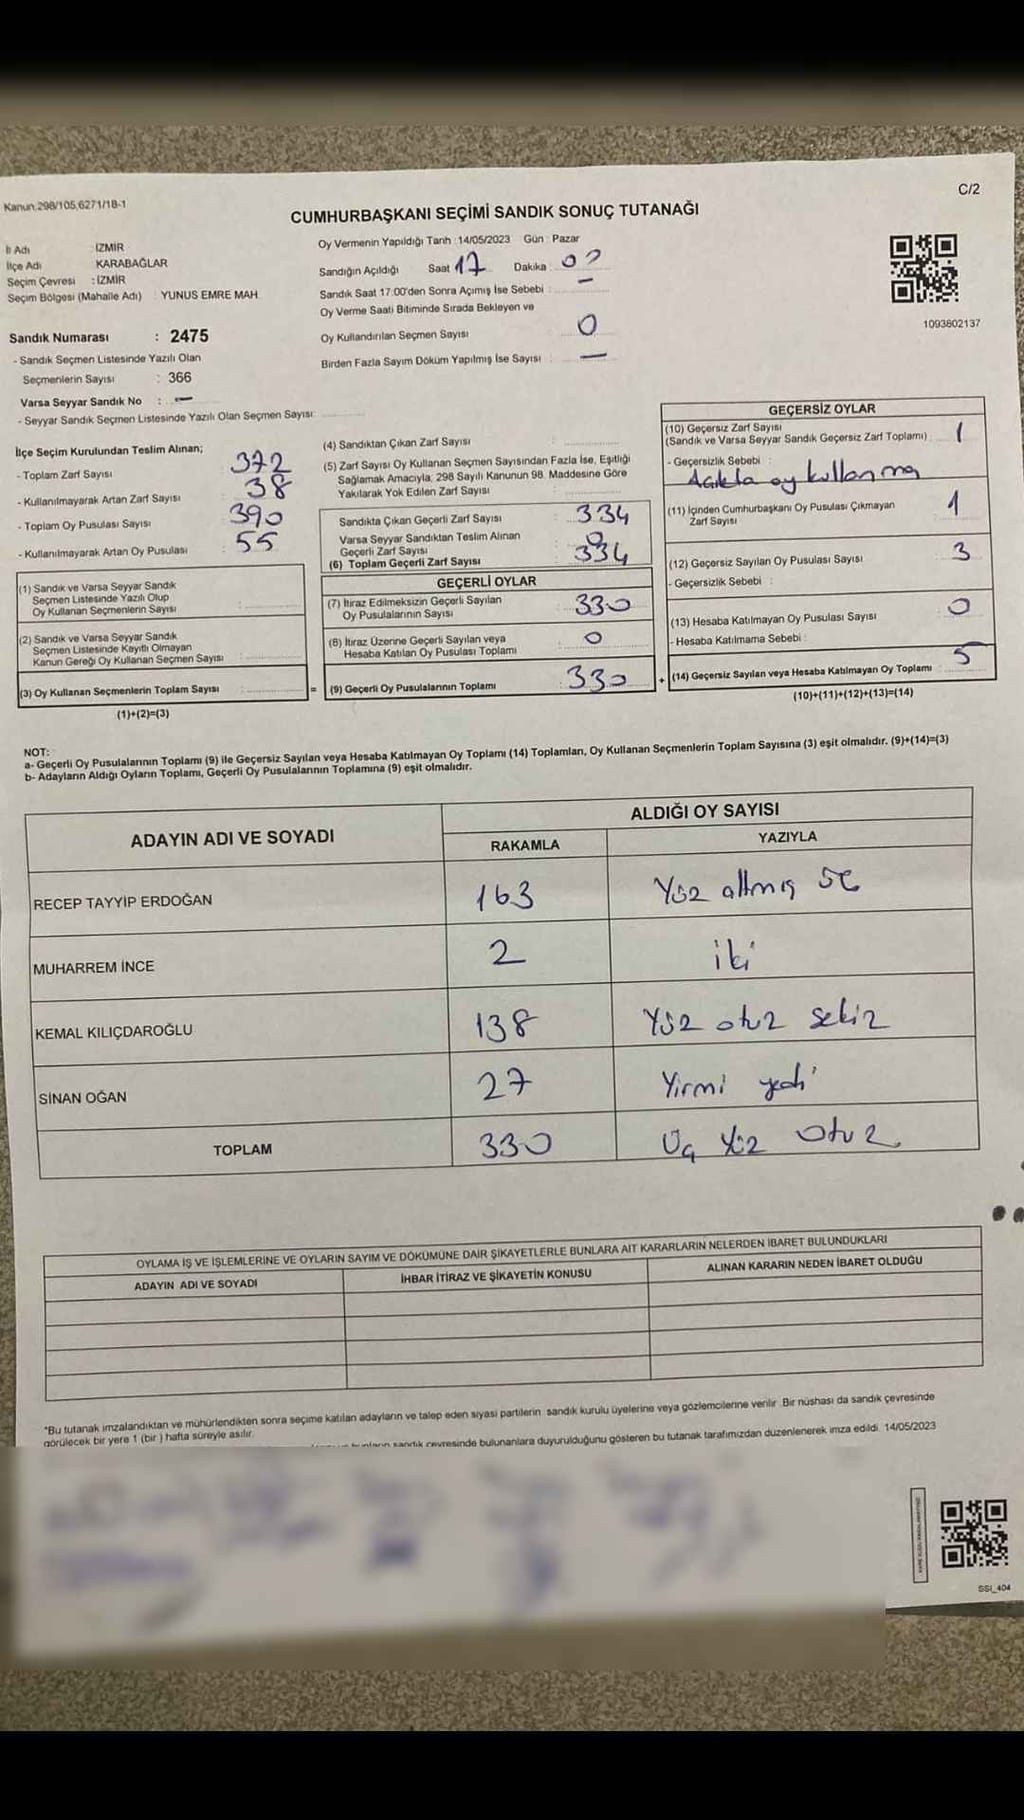 Kanun:298/105,6271/18-1
C/2
CUMHURBAŞKANI SEÇİMİ SANDIK SONUÇ TUTANAĞI
İl Adı : İZMİR
İlçe Adı : KARABAĞLAR
Seçim Çevresi : İZMİR
Seçim Bölgesi (Mahalle Adı) : YUNUS EMRE MAH.
Sandık Numarası : 2475
- Sandık Seçmen Listesinde Yazılı Olan
Seçmenlerin Sayısı : 366
Varsa Seyyar Sandık No : —
- Seyyar Sandık Seçmen Listesinde Yazılı Olan Seçmen Sayısı:
Oy Vermenin Yapıldığı Tarih :14/05/2023 Gün : Pazar
Sandığın Açıldığı Saat 17 Dakika
Sandık Saat 17:00'den Sonra Açımış İse Sebebi : —
Oy Verme Saati Bitiminde Sırada Bekleyen ve
Oy Kullandırılan Seçmen Sayısı 0
Birden Fazla Sayım Döküm Yapılmış İse Sayısı : —
1093602137
İlçe Seçim Kurulundan Teslim Alınan;
- Toplam Zarf Sayısı 372
- Kullanılmayarak Artan Zarf Sayısı 38
- Toplam Oy Pusulası Sayısı 390
- Kullanılmayarak Artan Oy Pusulası 55
(1) Sandık ve Varsa Seyyar Sandık
Seçmen Listesinde Yazılı Olup
Oy Kullanan Seçmenlerin Sayısı
(2) Sandık ve Varsa Seyyar Sandık
Seçmen Listesinde Kayıtlı Olmayan
Kanun Gereği Oy Kullanan Seçmen Sayısı
(3) Oy Kullanan Seçmenlerin Toplam Sayısı
(1)+(2)=(3)
(4) Sandıktan Çıkan Zarf Sayısı
(5) Zarf Sayısı Oy Kullanan Seçmen Sayısından Fazla İse, Eşitliği
Sağlamak Amacıyla, 298 Sayılı Kanunun 98. Maddesine Göre
Yakılarak Yok Edilen Zarf Sayısı
Sandıkta Çıkan Geçerli Zarf Sayısı 334
Varsa Seyyar Sandıktan Teslim Alınan
Geçerli Zarf Sayısı 0
(6) Toplam Geçerli Zarf Sayısı 334
GEÇERLİ OYLAR
(7) İtiraz Edilmeksizin Geçerli Sayılan
Oy Pusulalarının Sayısı 330
(8) İtiraz Üzerine Geçerli Sayılan veya
Hesaba Katılan Oy Pusulası Toplamı 0
= (9) Geçerli Oy Pusulalarının Toplamı 330
GEÇERSİZ OYLAR
(10) Geçersiz Zarf Sayısı
(Sandık ve Varsa Seyyar Sandık Geçersiz Zarf Toplamı) 1
- Geçersizlik Sebebi :
Açıkta oy kullanma
(11) İçinden Cumhurbaşkanı Oy Pusulası Çıkmayan
Zarf Sayısı 1
(12) Geçersiz Sayılan Oy Pusulası Sayısı 3
- Geçersizlik Sebebi :
(13) Hesaba Katılmayan Oy Pusulası Sayısı 0
- Hesaba Katılmama Sebebi :
+ (14) Geçersiz Sayılan veya Hesaba Katılmayan Oy Toplamı 5
(10)+(11)+(12)+(13)=(14)
NOT:
a- Geçerli Oy Pusulalarının Toplamı (9) ile Geçersiz Sayılan veya Hesaba Katılmayan Oy Toplamı (14) Toplamları, Oy Kullanan Seçmenlerin Toplam Sayısına (3) eşit olmalıdır. (9)+(14)=(3)
b- Adayların Aldığı Oyların Toplamı, Geçerli Oy Pusulalarının Toplamına (9) eşit olmalıdır.
ADAYIN ADI VE SOYADI
ALDIĞI OY SAYISI
RAKAMLA YAZIYLA
RECEP TAYYİP ERDOĞAN 163 Yüz altmış üç
MUHARREM İNCE 2 iki
KEMAL KILIÇDAROĞLU 138 Yüz otuz sekiz
SİNAN OĞAN 27 Yirmi yedi
TOPLAM 330 Üç Yüz Otuz
OYLAMA İŞ VE İŞLEMLERİNE VE OYLARIN SAYIM VE DÖKÜMÜNE DAİR ŞİKAYETLERLE BUNLARA AİT KARARLARIN NELERDEN İBARET BULUNDUKLARI
ADAYIN ADI VE SOYADI İHBAR İTİRAZ VE ŞİKAYETİN KONUSU ALINAN KARARIN NEDEN İBARET OLDUĞU
*Bu tutanak imzalandıktan ve mühürlendikten sonra seçime katılan adayların ve talep eden siyasi partilerin sandık kurulu üyelerine veya gözlemcilerine verilir. Bir nüshası da sandık çevresinde
görülecek bir yere 1 (bir ) hafta süreyle asılır.
sandık çevresinde bulunanlara duyurulduğunu gösteren bu tutanak tarafımızdan düzenlenerek imza edildi. 14/05/2023
SSI_404